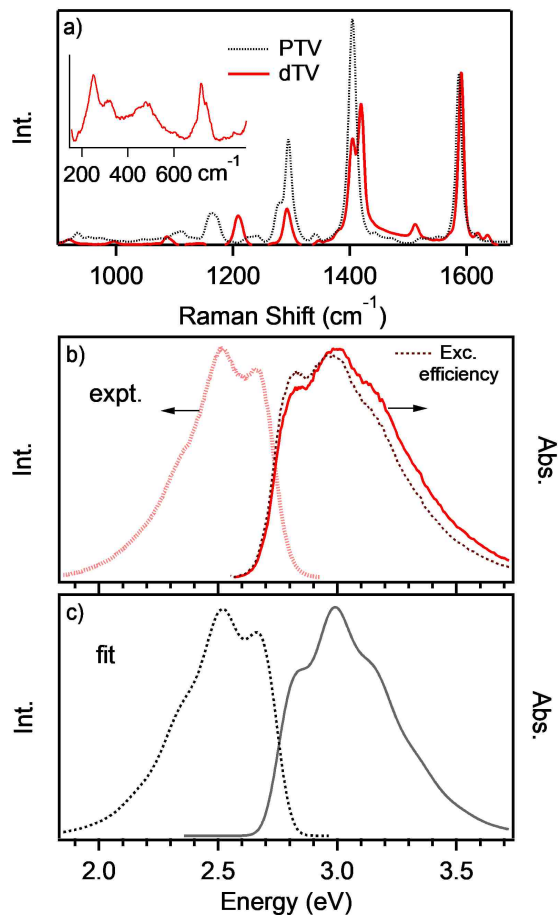 a)
PTV
dTV
Int.
200 400 600 cm⁻¹
1000 1200 1400 1600
Raman Shift (cm⁻¹)
b)
Exc.
efficiency
expt.
Int.
Abs.
c)
fit
Int.
Abs.
2.0 2.5 3.0 3.5
Energy (eV)